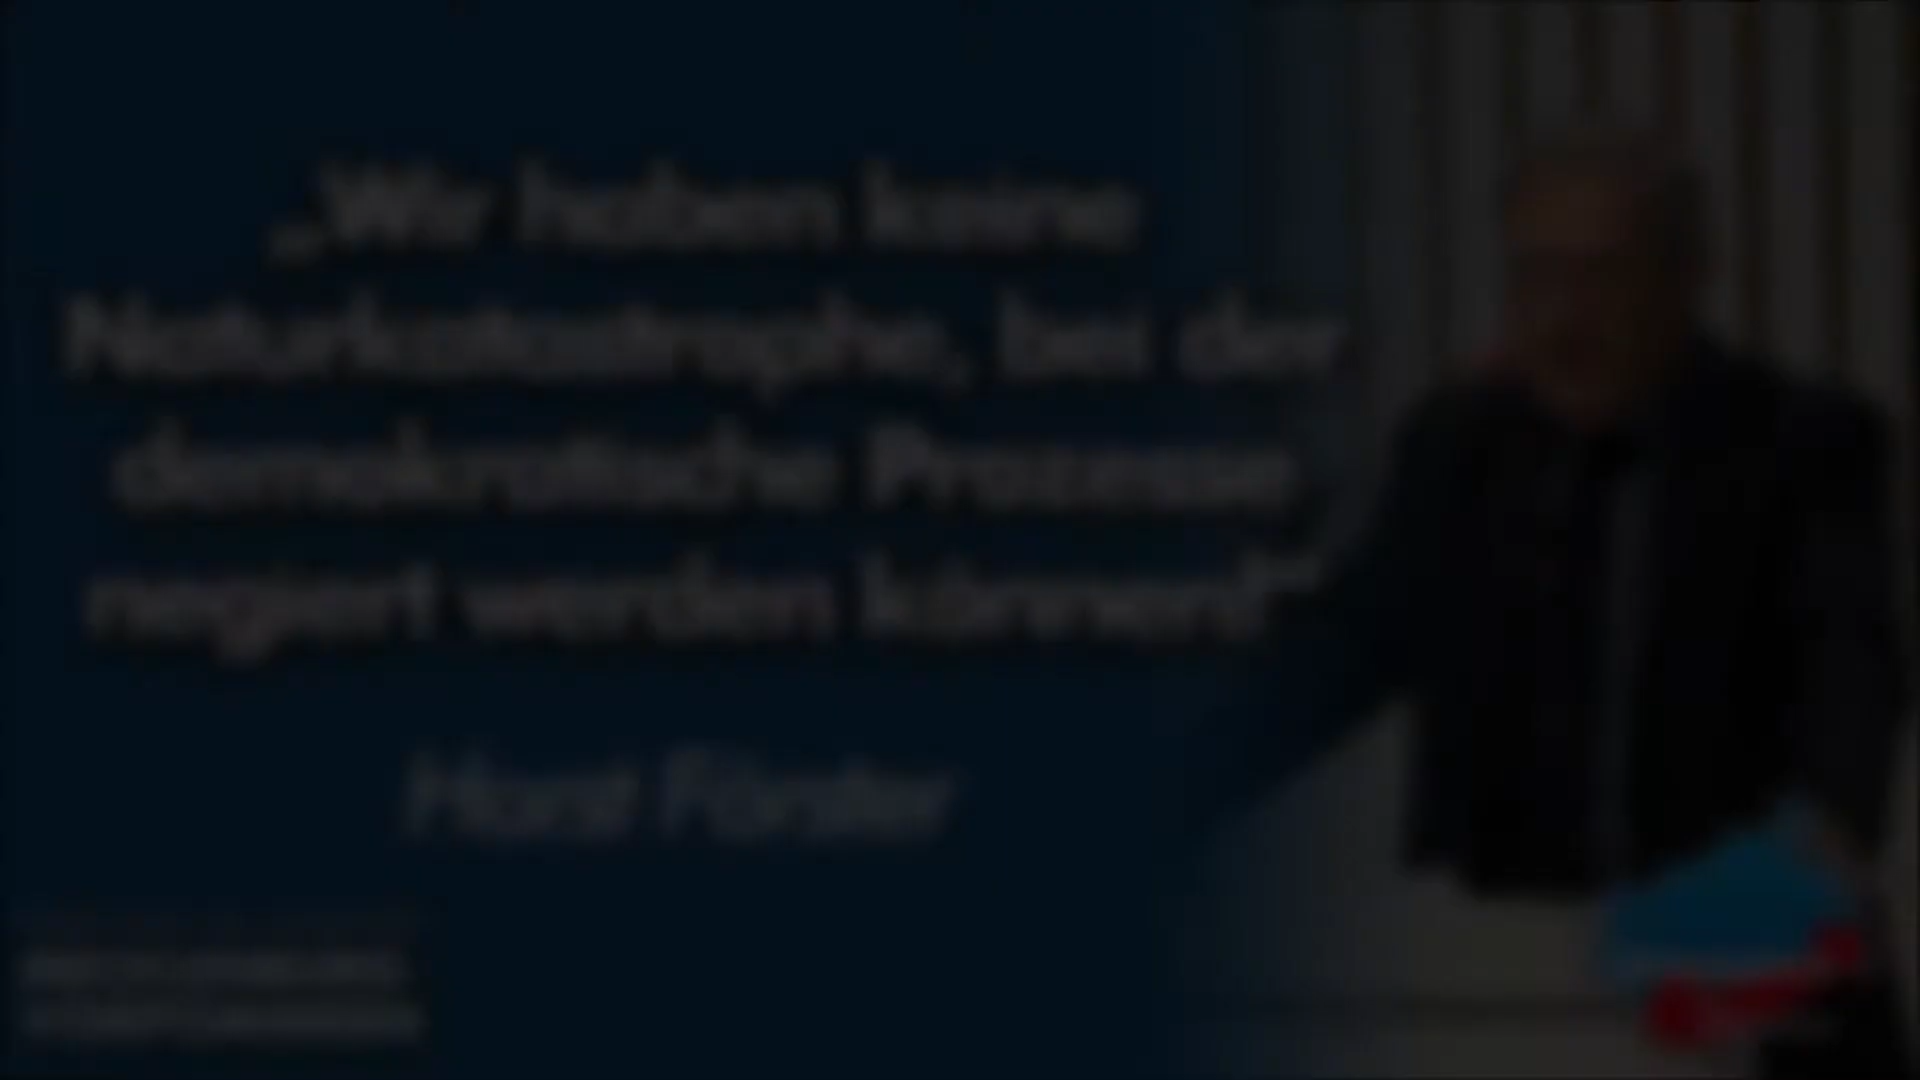 „Wir haben keine
Naturkatastrophe, bei der
demokratische Prozesse
negiert werden können!“
Horst Förster